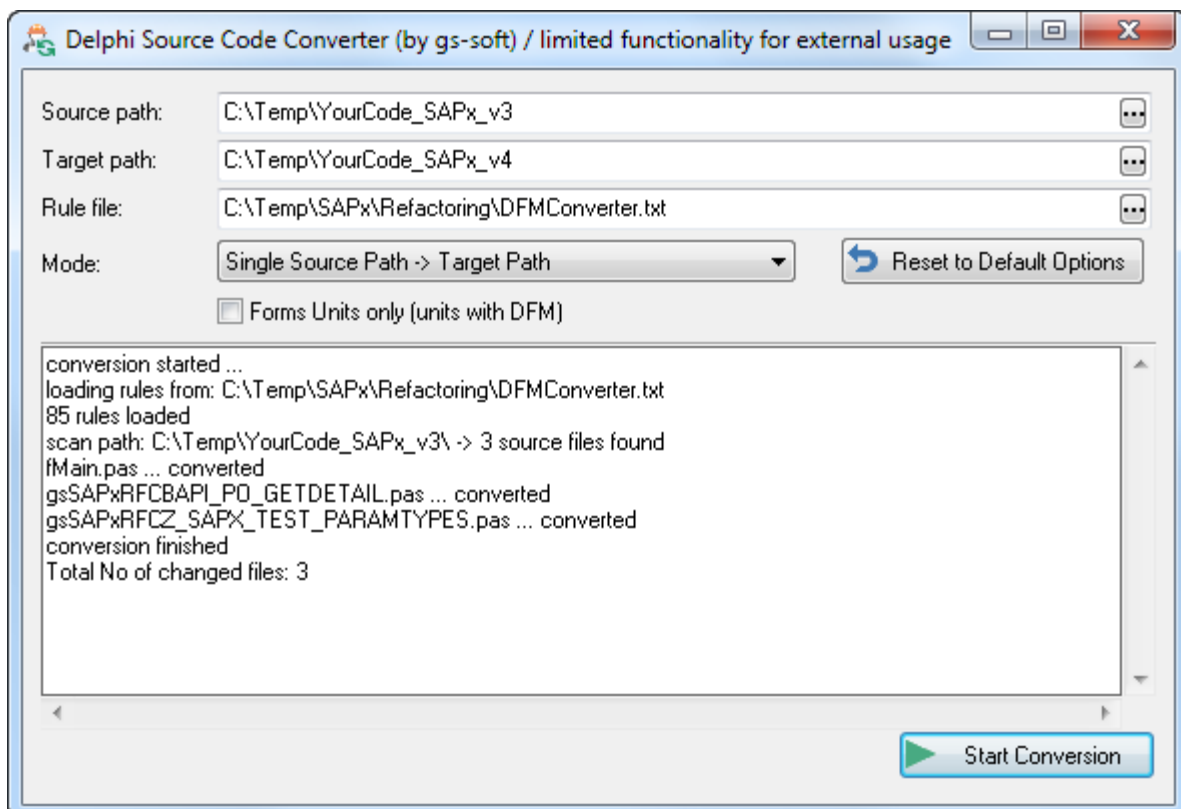 Delphi Source Code Converter (by gs-soft) / limited functionality for external usage
Source path: C:\Temp\YourCode_SAPx_v3 ...
Target path: C:\Temp\YourCode_SAPx_v4 ...
Rule file: C:\Temp\SAPx\Refactoring\DFMConverter.txt ...
Mode: Single Source Path -> Target Path Reset to Default Options
Forms Units only (units with DFM)
conversion started ...
loading rules from: C:\Temp\SAPx\Refactoring\DFMConverter.txt
85 rules loaded
scan path: C:\Temp\YourCode_SAPx_v3\ -> 3 source files found
fMain.pas ... converted
gsSAPxRFCBAPI_PO_GETDETAIL.pas ... converted
gsSAPxRFCZ_SAPX_TEST_PARAMTYPES.pas ... converted
conversion finished
Total No of changed files: 3
Start Conversion